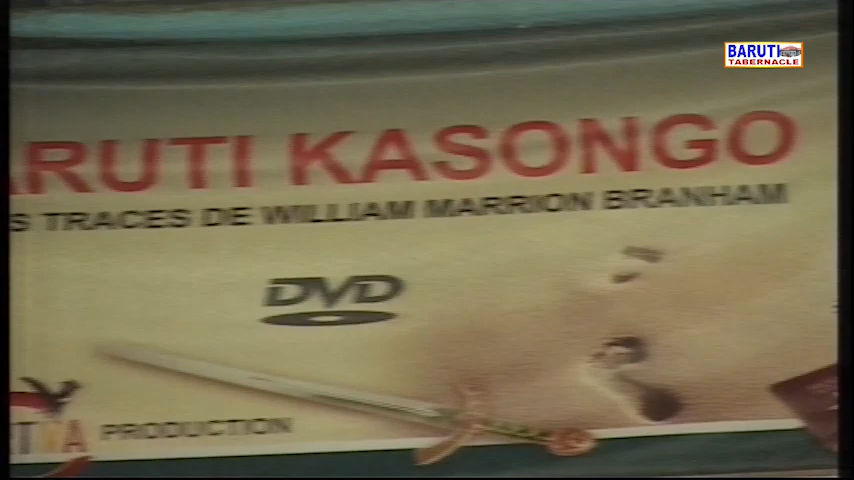 BARUTI
TABERNACLE
ARUTI KASONGO
S TRACES DE WILLIAM MARRION BRANHAM
DVD
PRODUCTION